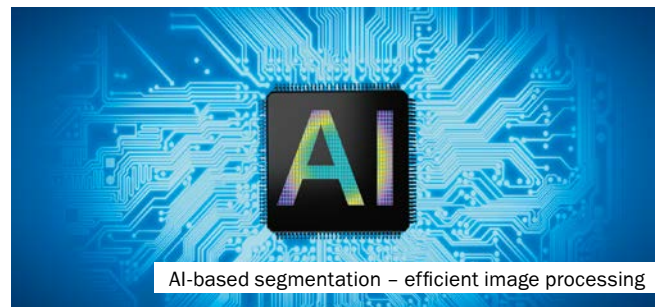 AI
AI-based segmentation – efficient image processing